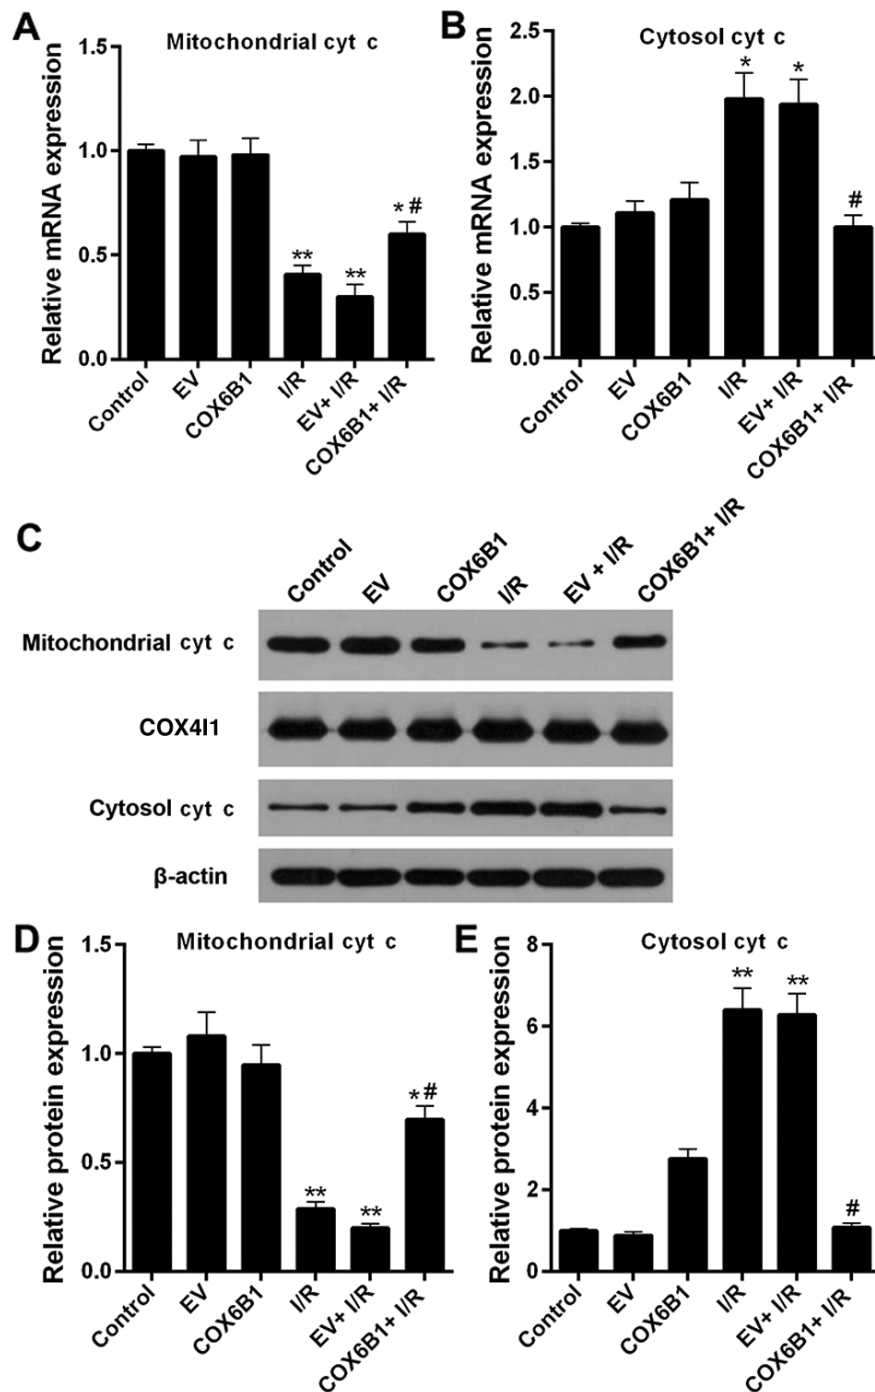 A
Mitochondrial cyt c
Relative mRNA expression
1.5
1.0
0.5
0.0
**
**
* #
Control
EV
COX6B1
I/R
EV+ I/R
COX6B1+ I/R
B
Cytosol cyt c
Relative mRNA expression
2.5
2.0
1.5
1.0
0.5
0.0
*
*
#
Control
EV
COX6B1
I/R
EV+ I/R
COX6B1+ I/R
C
Control
EV
COX6B1
I/R
EV + I/R
COX6B1+ I/R
Mitochondrial cyt c
COX4I1
Cytosol cyt c
β-actin
D
Mitochondrial cyt c
Relative protein expression
1.5
1.0
0.5
0.0
**
**
*#
Control
EV
COX6B1
I/R
EV+ I/R
COX6B1+ I/R
E
Cytosol cyt c
Relative protein expression
8
6
4
2
0
**
**
#
Control
EV
COX6B1
I/R
EV+ I/R
COX6B1+ I/R